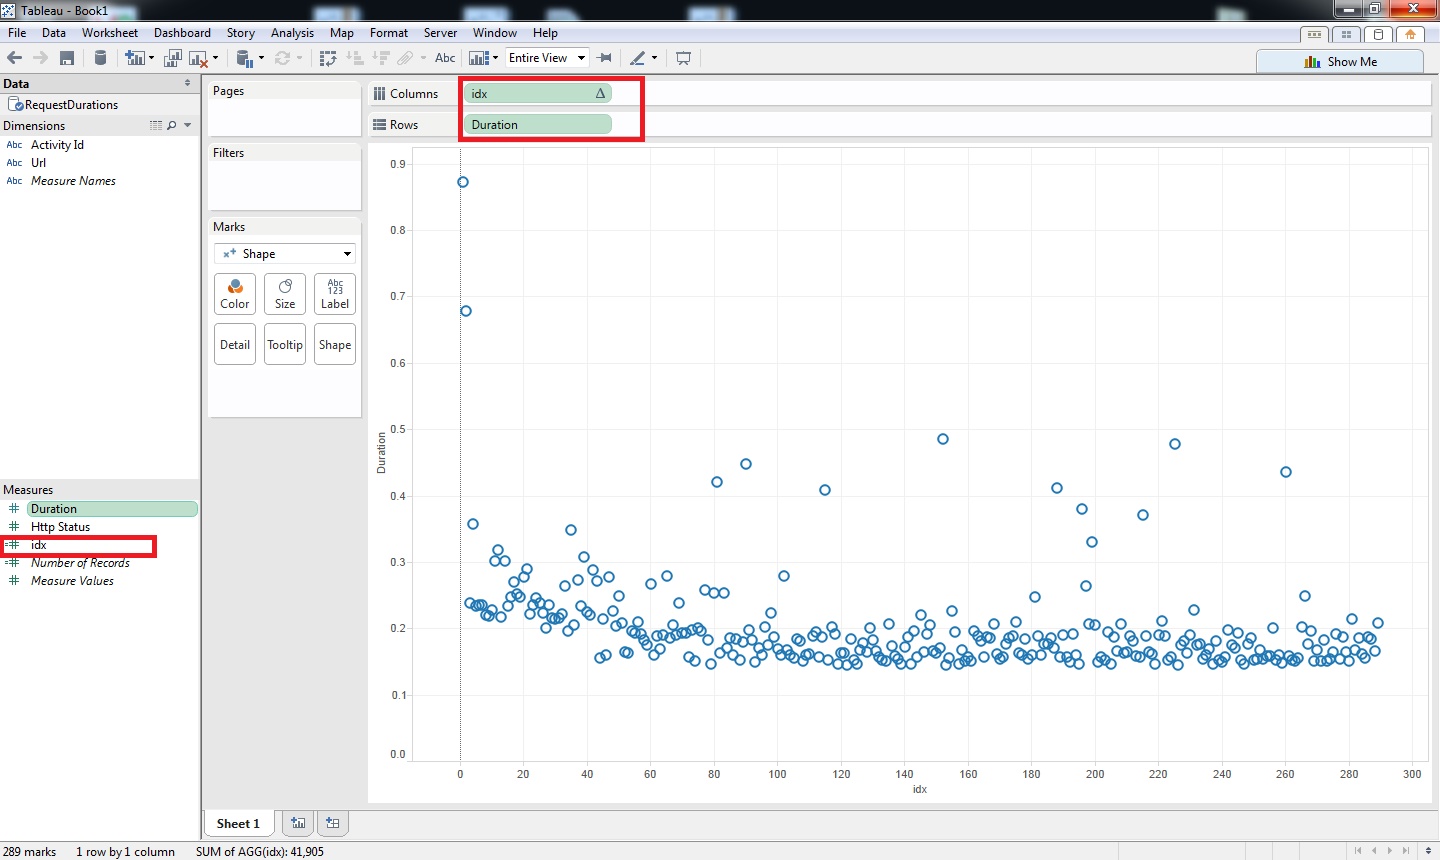 Tableau - Book1
File Data Worksheet Dashboard Story Analysis Map Format Server Window Help
Abc Entire View
Show Me
Data
RequestDurations
Dimensions
Abc Activity Id
Abc Url
Abc Measure Names
Measures
Duration
Http Status
idx
Number of Records
Measure Values
Pages
Filters
Marks
Shape
Color Size Abc 123 Label
Detail Tooltip Shape
Columns idx Δ
Rows Duration
0.9
0.8
0.7
0.6
0.5
0.4
0.3
0.2
0.1
0.0
Duration
0 20 40 60 80 100 120 140 160 180 200 220 240 260 280 300
idx
Sheet 1
289 marks 1 row by 1 column SUM of AGG(idx): 41,905